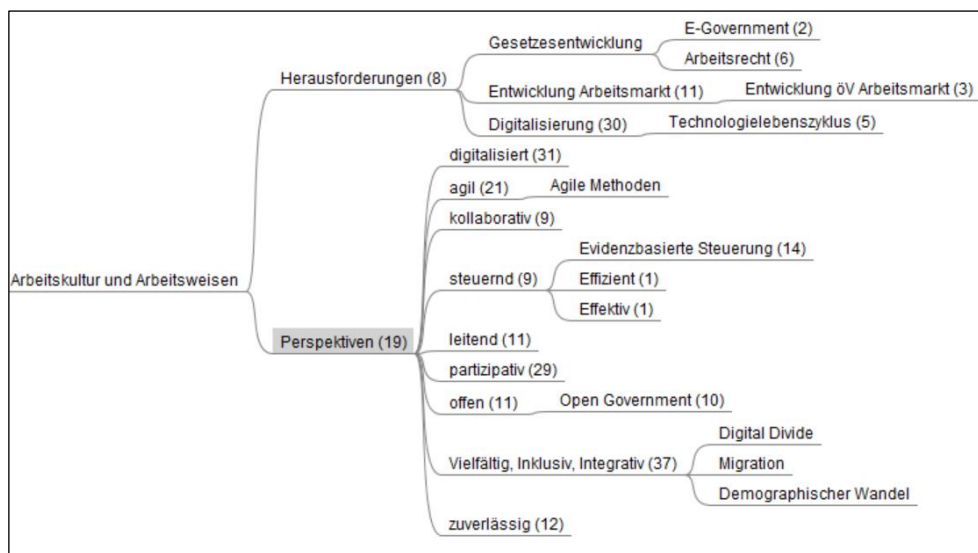 Arbeitskultur und Arbeitsweisen
Herausforderungen (8)
Gesetzesentwicklung
E-Government (2)
Arbeitsrecht (6)
Entwicklung Arbeitsmarkt (11)
Entwicklung öV Arbeitsmarkt (3)
Digitalisierung (30)
Technologielebenszyklus (5)
Perspektiven (19)
digitalisiert (31)
agil (21)
Agile Methoden
kollaborativ (9)
steuernd (9)
Evidenzbasierte Steuerung (14)
Effizient (1)
Effektiv (1)
leitend (11)
partizipativ (29)
offen (11)
Open Government (10)
Vielfältig, Inklusiv, Integrativ (37)
Digital Divide
Migration
Demographischer Wandel
zuverlässig (12)